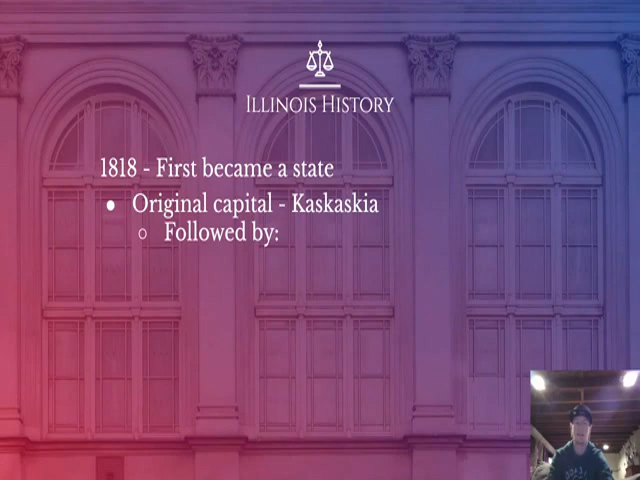 Illinois History
1818 - First became a state
● Original capital - Kaskaskia
○ Followed by: